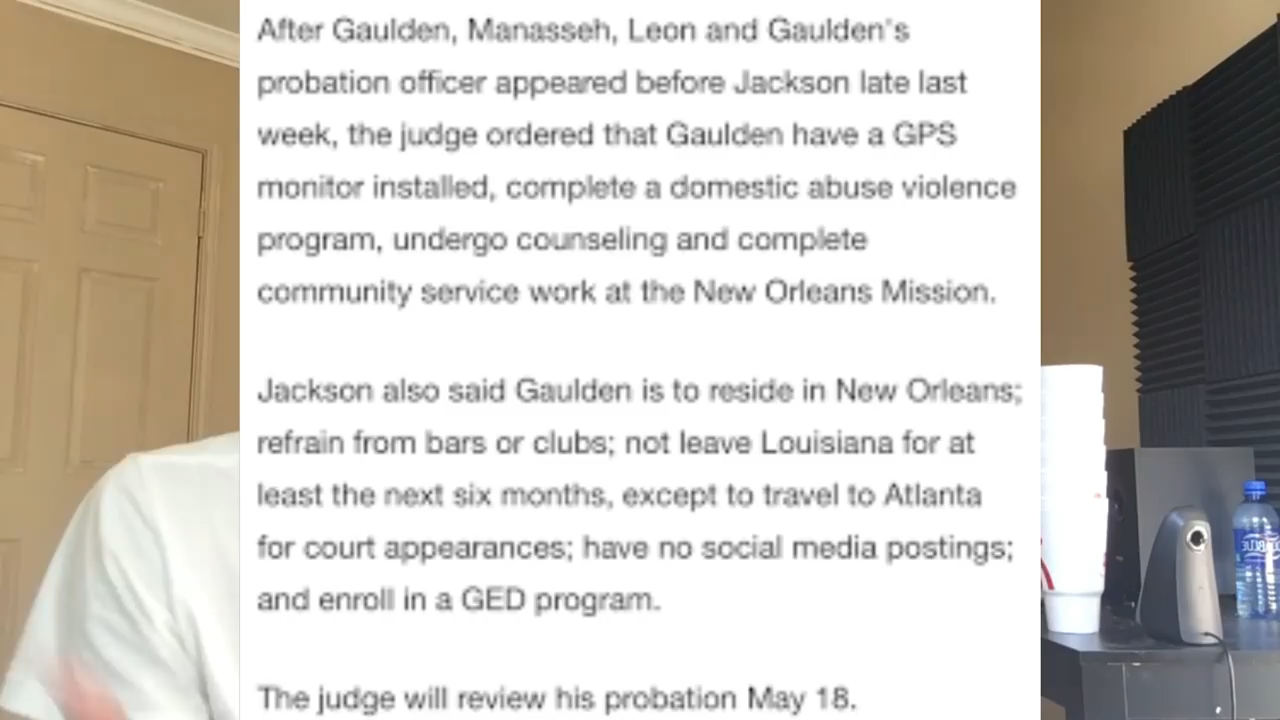 After Gaulden, Manasseh, Leon and Gaulden's
probation officer appeared before Jackson late last
week, the judge ordered that Gaulden have a GPS
monitor installed, complete a domestic abuse violence
program, undergo counseling and complete
community service work at the New Orleans Mission.
Jackson also said Gaulden is to reside in New Orleans;
refrain from bars or clubs; not leave Louisiana for at
least the next six months, except to travel to Atlanta
for court appearances; have no social media postings;
and enroll in a GED program.
The judge will review his probation May 18.